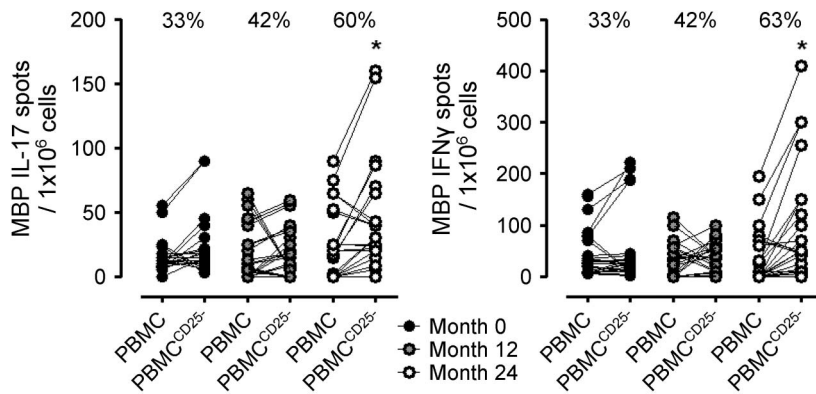 MBP IL-17 spots
/ 1x10⁶ cells
200
150
100
50
0
33% 42% 60%
*
PBMC
PBMC^CD25-
PBMC
PBMC^CD25-
PBMC
PBMC^CD25-
MBP IFNγ spots
/ 1x10⁶ cells
500
400
300
200
100
0
33% 42% 63%
*
PBMC
PBMC^CD25-
PBMC
PBMC^CD25-
PBMC
PBMC^CD25-
Month 0
Month 12
Month 24